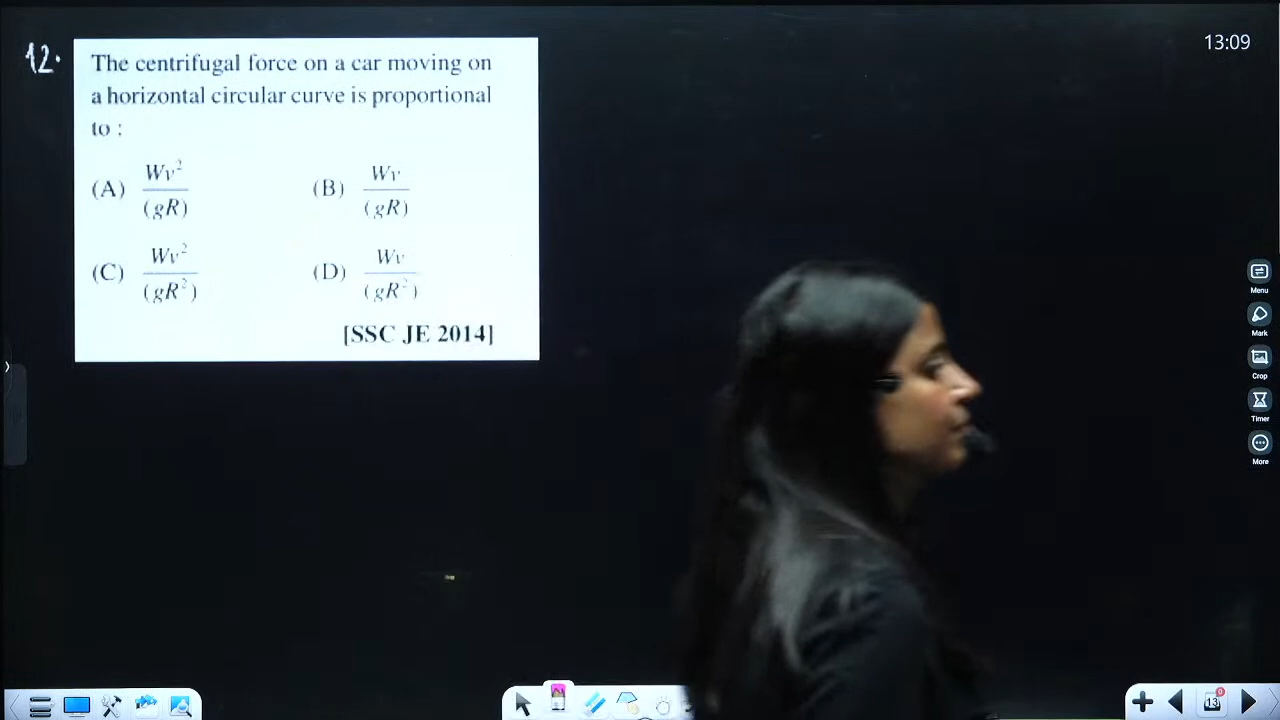 13:09
12.
The centrifugal force on a car moving on
a horizontal circular curve is proportional
to :
(A) Wv²/(gR) (B) Wv/(gR)
(C) Wv²/(gR²) (D) Wv/(gR²)
[SSC JE 2014]
Menu
Mark
Crop
Timer
More
13
0